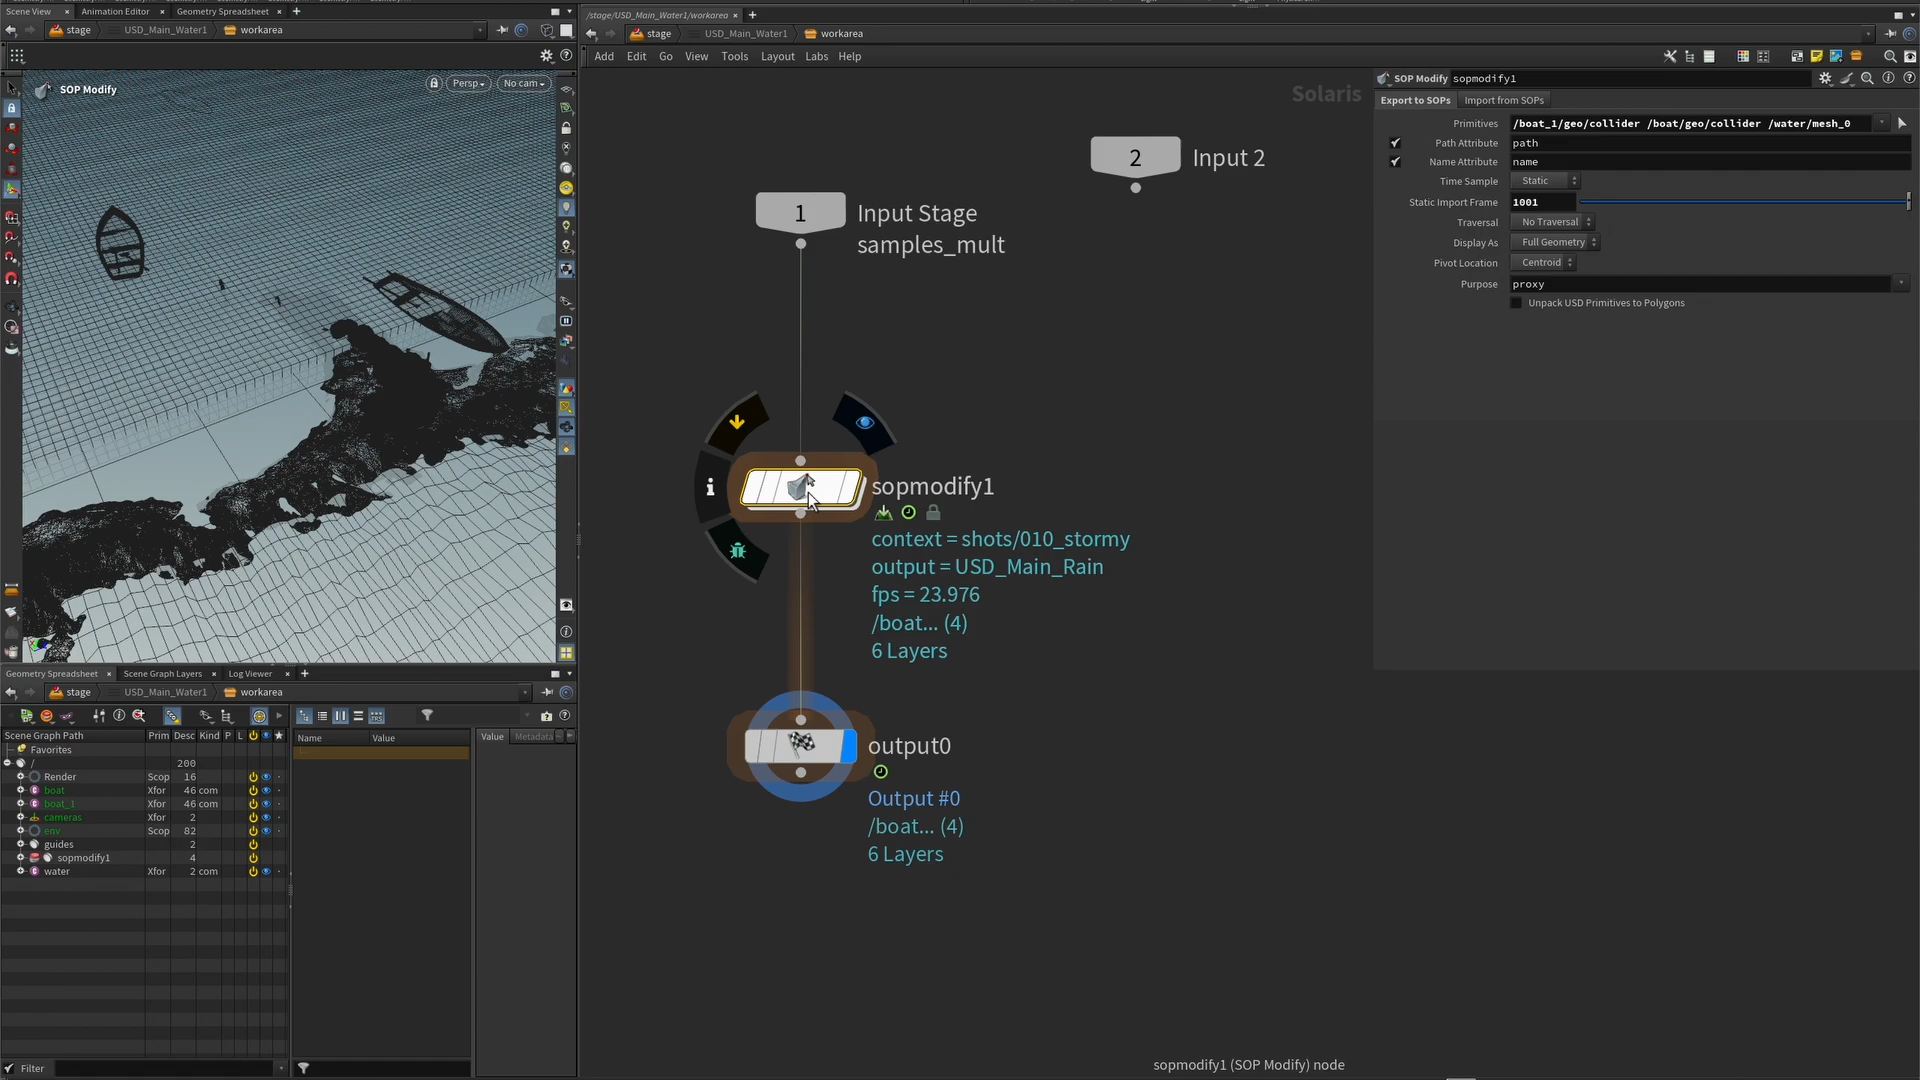 Scene View
Animation Editor
Geometry Spreadsheet
/stage/USD_Main_Water1/workarea
stage
USD_Main_Water1
workarea
stage
USD_Main_Water1
workarea
Add
Edit
Go
View
Tools
Layout
Labs
Help
SOP Modify
Persp
No cam
Solaris
SOP Modify sopmodify1
Export to SOPs
Import from SOPs
Primitives /boat_1/geo/collider /boat/geo/collider /water/mesh_0
Path Attribute path
Name Attribute name
Time Sample Static
Static Import Frame 1001
Traversal No Traversal
Display As Full Geometry
Pivot Location Centroid
Purpose proxy
Unpack USD Primitives to Polygons
2 Input 2
1 Input Stage
samples_mult
sopmodify1
context = shots/010_stormy
output = USD_Main_Rain
fps = 23.976
/boat... (4)
6 Layers
output0
Output #0
/boat... (4)
6 Layers
sopmodify1 (SOP Modify) node
Geometry Spreadsheet
Scene Graph Layers
Log Viewer
stage
USD_Main_Water1
workarea
Scene Graph Path Prim Desc Kind P L
Name Value
Value Metadata
Favorites
/ 200
Render Scop 16
boat Xfor 46 com
boat_1 Xfor 46 com
cameras Xfor 2
env Scop 82
guides 2
sopmodify1 4
water Xfor 2 com
Filter